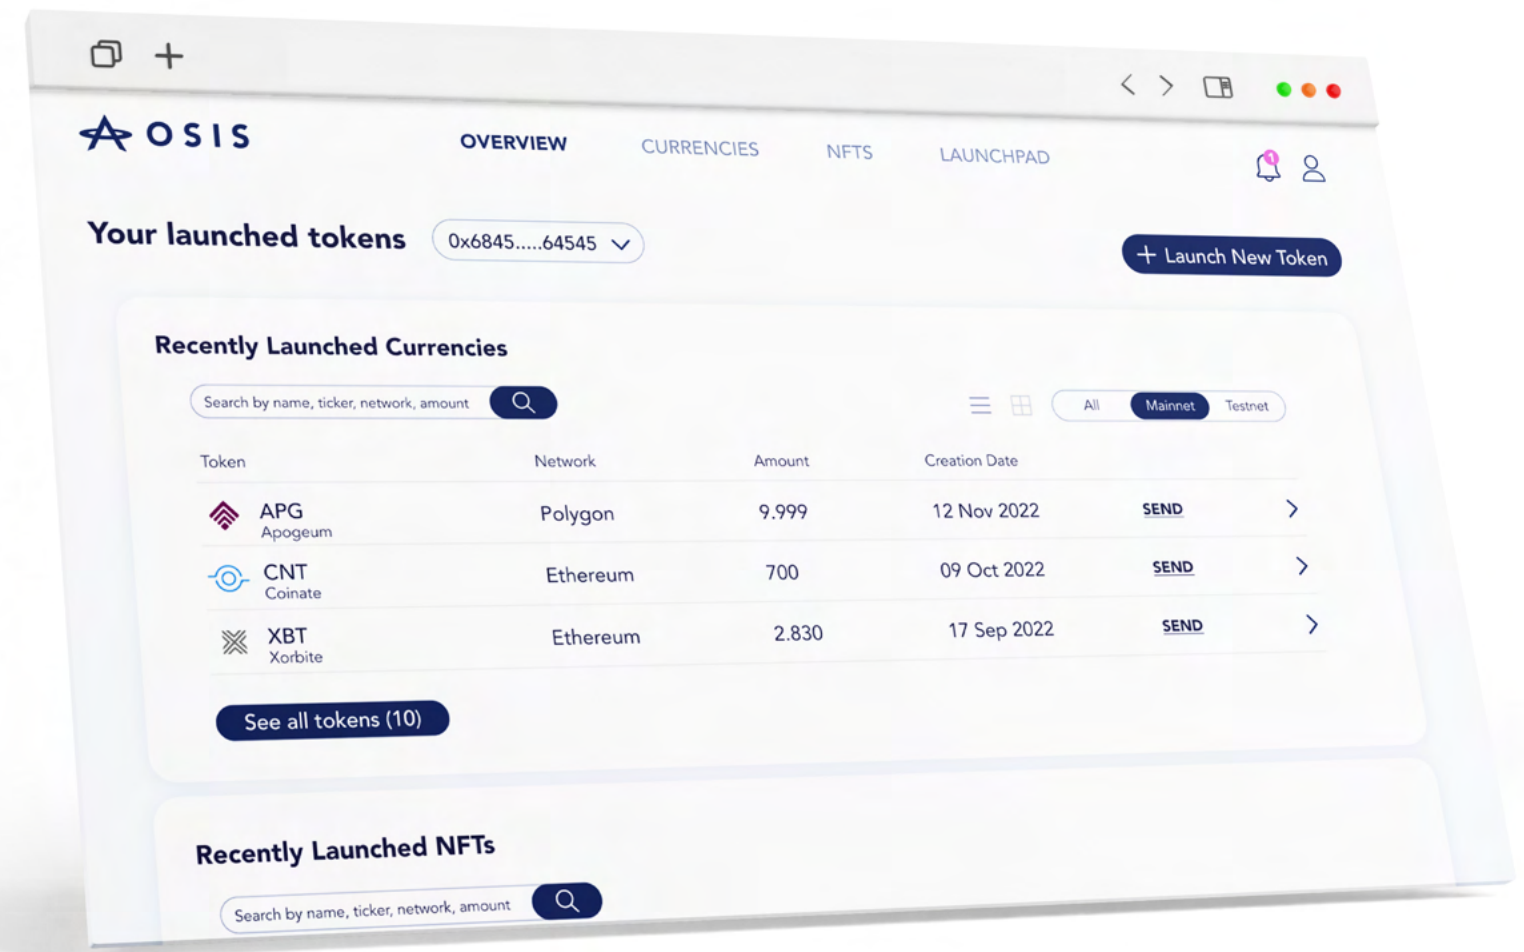 OSIS
OVERVIEW CURRENCIES NFTS LAUNCHPAD
1
Your launched tokens 0x6845.....64545 + Launch New Token
Recently Launched Currencies
Search by name, ticker, network, amount
All Mainnet Testnet
Token Network Amount Creation Date
APG Polygon 9.999 12 Nov 2022 SEND
Apogeum
CNT Ethereum 700 09 Oct 2022 SEND
Coinate
XBT Ethereum 2.830 17 Sep 2022 SEND
Xorbite
See all tokens (10)
Recently Launched NFTs
Search by name, ticker, network, amount